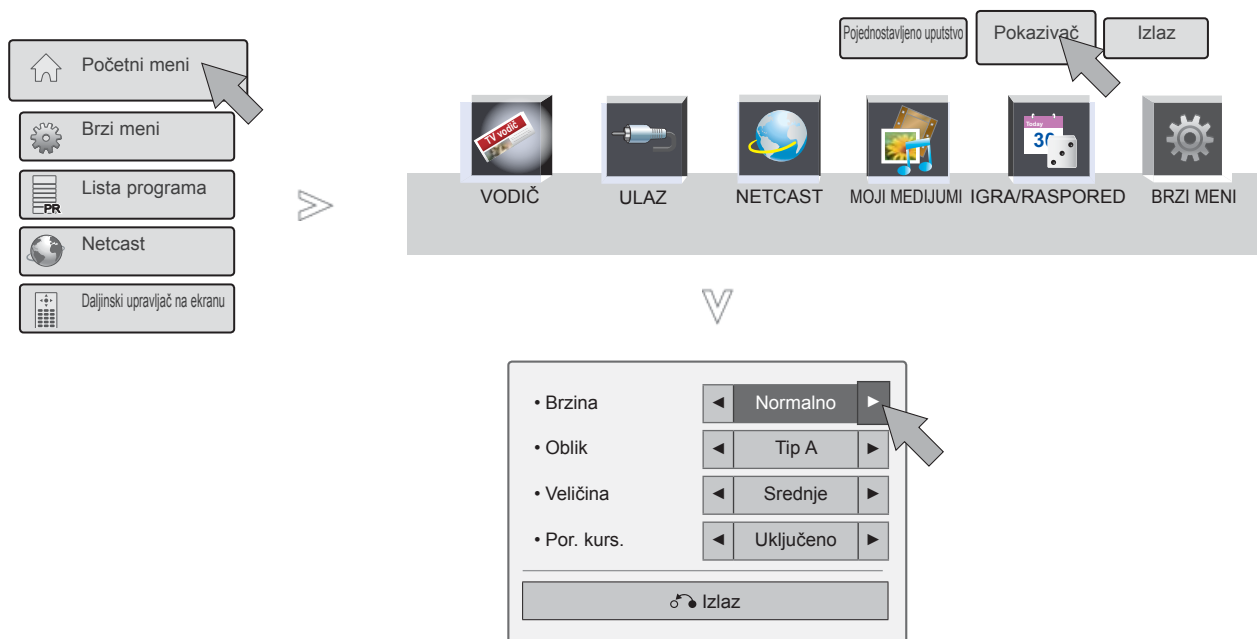 Početni meni
Brzi meni
Lista programa
PR
Netcast
Daljinski upravljač na ekranu
Pojednostavljeno uputstvo
Pokazivač
Izlaz
TV vodič
Today
30
VODIČ
ULAZ
NETCAST
MOJI MEDIJUMI
IGRA/RASPORED
BRZI MENI
• Brzina
◄ Normalno ►
• Oblik
◄ Tip A ►
• Veličina
◄ Srednje ►
• Por. kurs.
◄ Uključeno ►
Izlaz